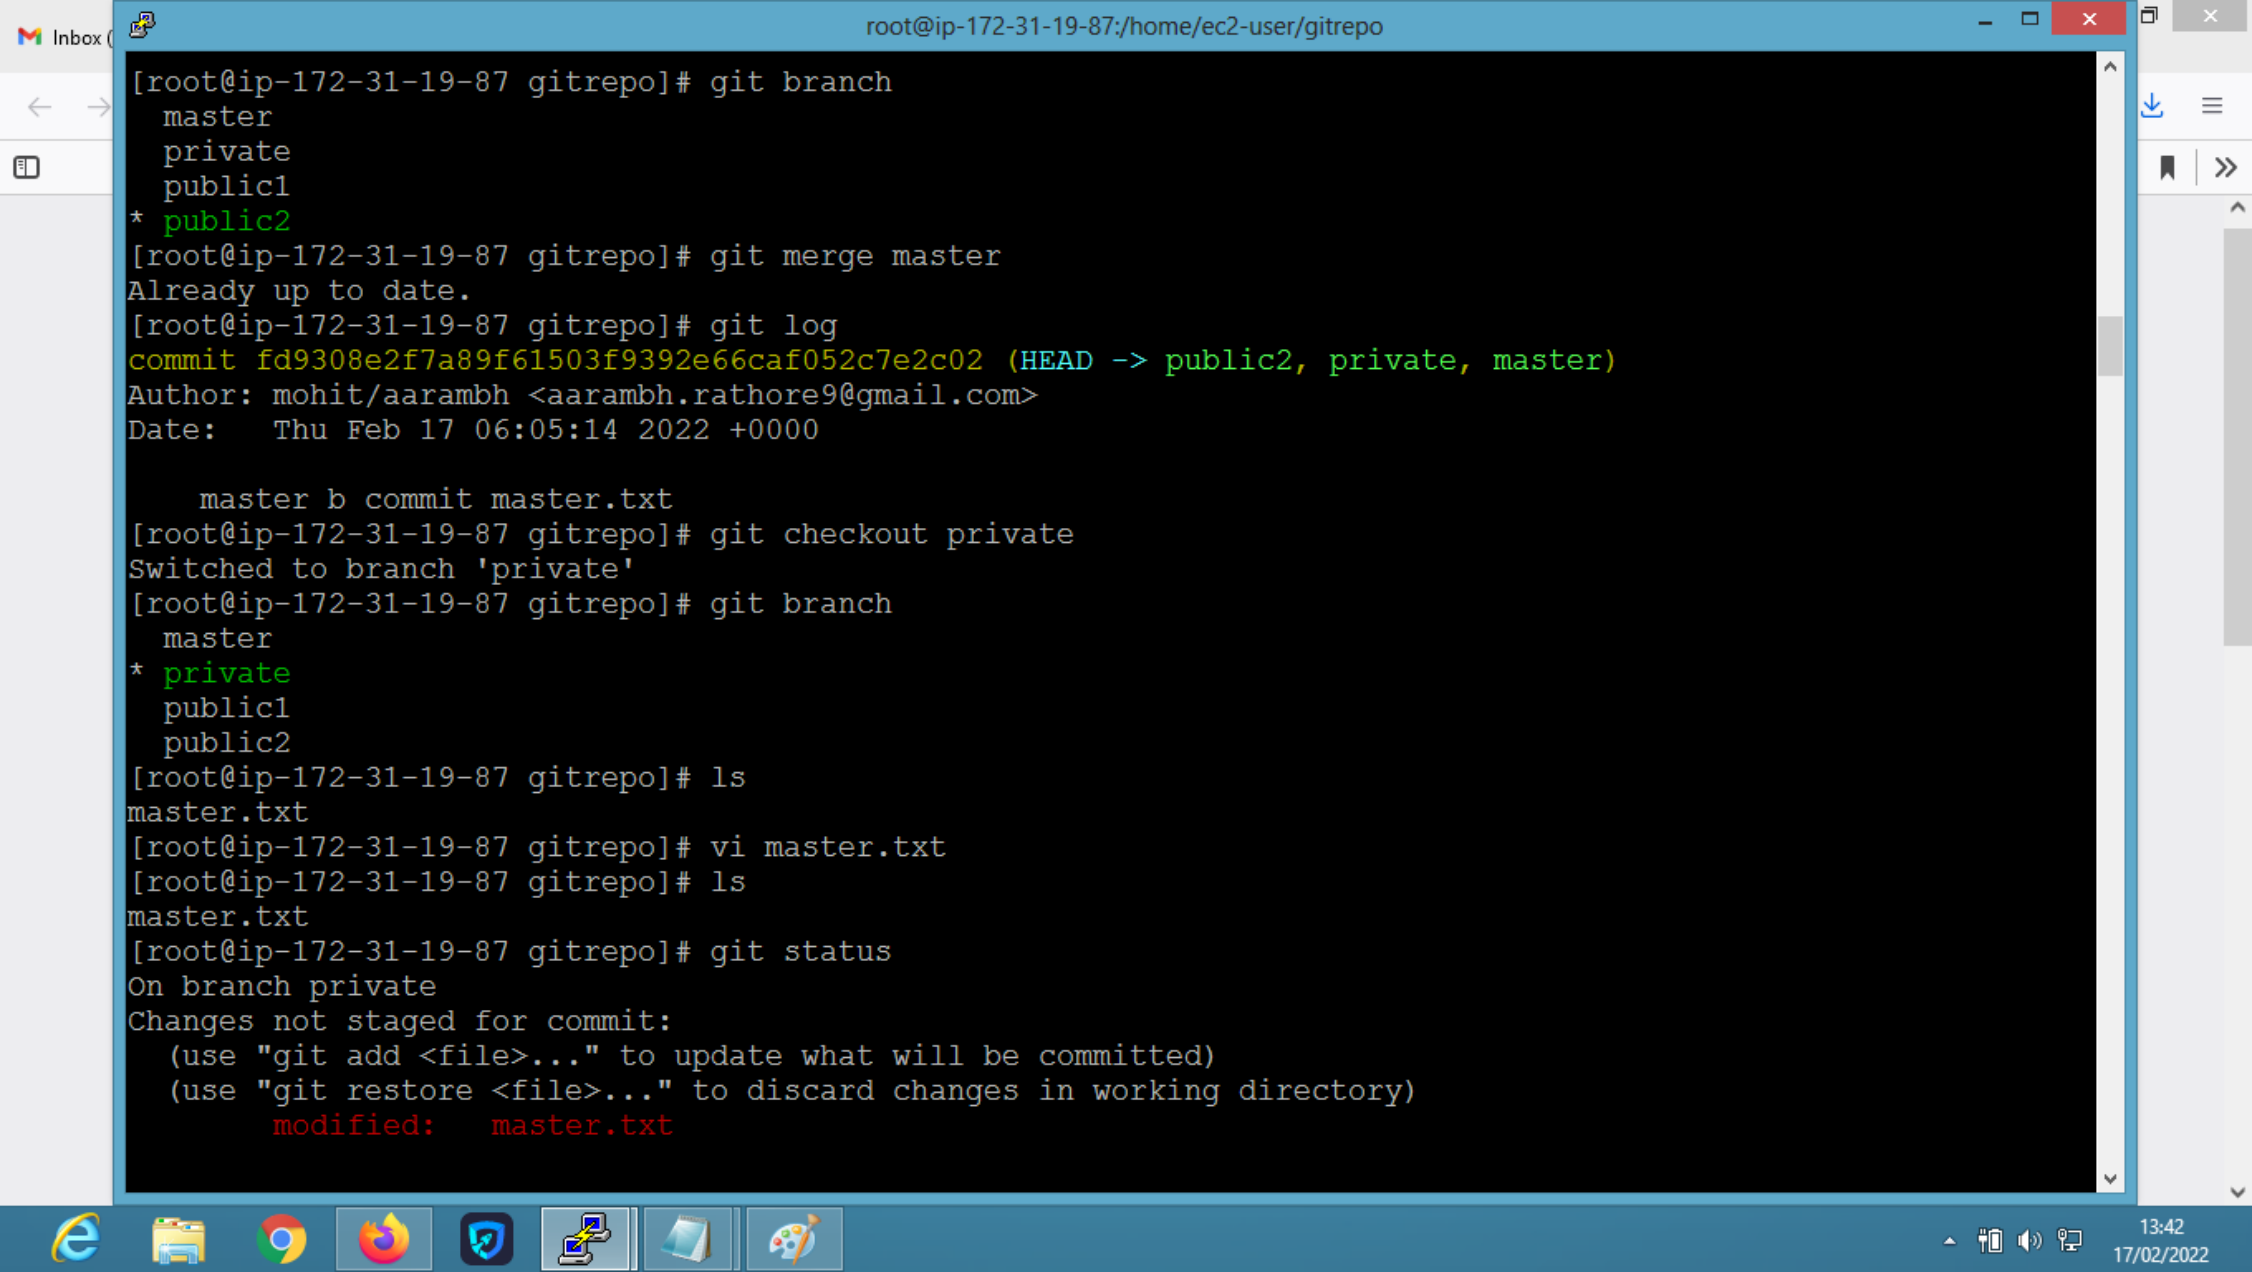 Inbox (
root@ip-172-31-19-87:/home/ec2-user/gitrepo
[root@ip-172-31-19-87 gitrepo]# git branch
  master
  private
  public1
* public2
[root@ip-172-31-19-87 gitrepo]# git merge master
Already up to date.
[root@ip-172-31-19-87 gitrepo]# git log
commit fd9308e2f7a89f61503f9392e66caf052c7e2c02 (HEAD -> public2, private, master)
Author: mohit/aarambh <aarambh.rathore9@gmail.com>
Date:   Thu Feb 17 06:05:14 2022 +0000

    master b commit master.txt
[root@ip-172-31-19-87 gitrepo]# git checkout private
Switched to branch 'private'
[root@ip-172-31-19-87 gitrepo]# git branch
  master
* private
  public1
  public2
[root@ip-172-31-19-87 gitrepo]# ls
master.txt
[root@ip-172-31-19-87 gitrepo]# vi master.txt
[root@ip-172-31-19-87 gitrepo]# ls
master.txt
[root@ip-172-31-19-87 gitrepo]# git status
On branch private
Changes not staged for commit:
  (use "git add <file>..." to update what will be committed)
  (use "git restore <file>..." to discard changes in working directory)
        modified:   master.txt
13:42
17/02/2022